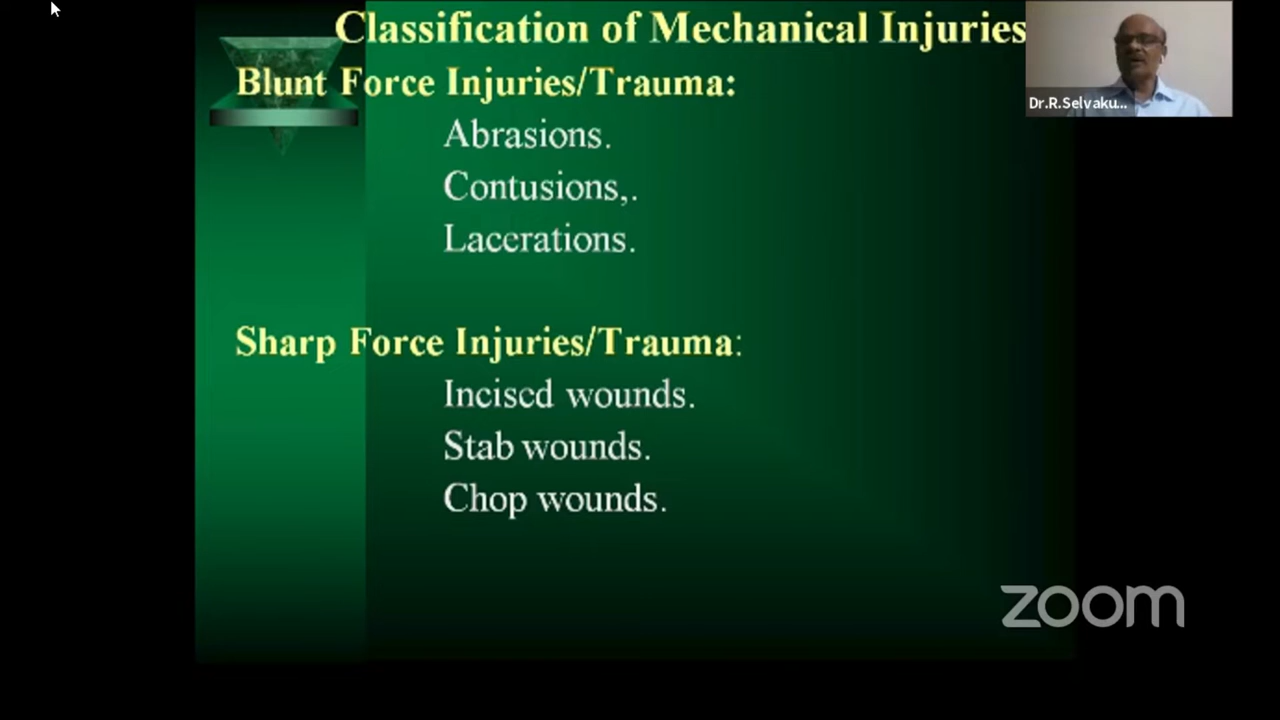 Classification of Mechanical Injuries
Blunt Force Injuries/Trauma:
Abrasions.
Contusions,.
Lacerations.
Sharp Force Injuries/Trauma:
Incised wounds.
Stab wounds.
Chop wounds.
Dr.R.Selvaku...
zoom